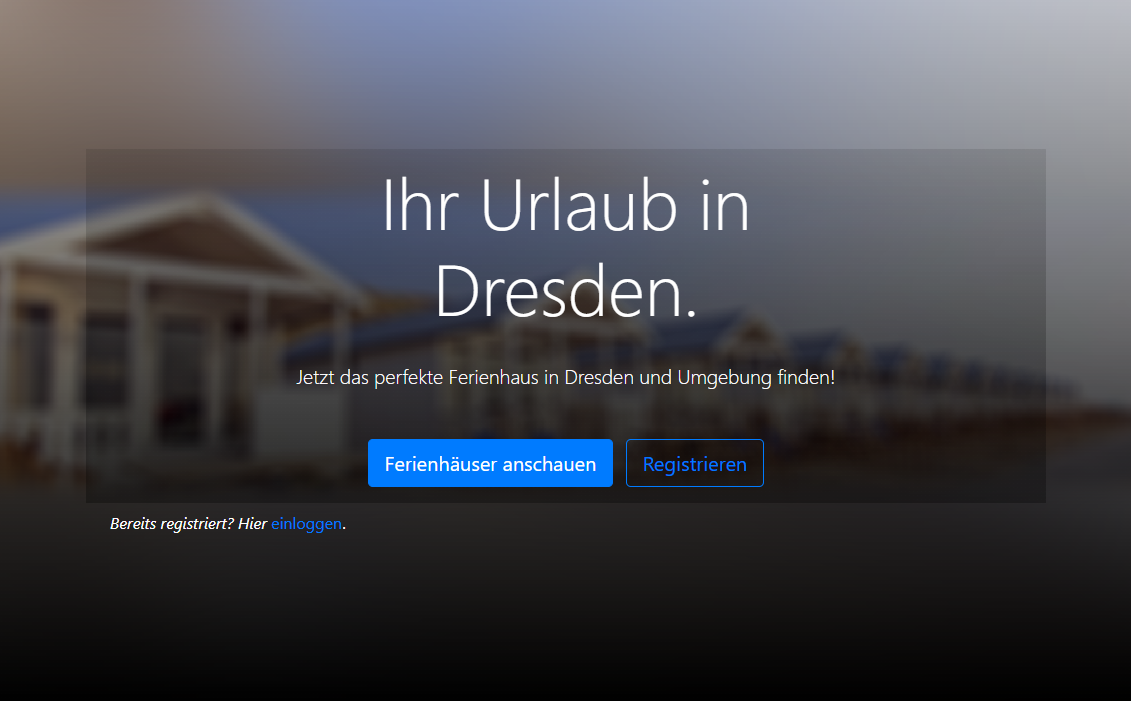 Ihr Urlaub in
Dresden.
Jetzt das perfekte Ferienhaus in Dresden und Umgebung finden!
Ferienhäuser anschauen Registrieren
Bereits registriert? Hier einloggen.